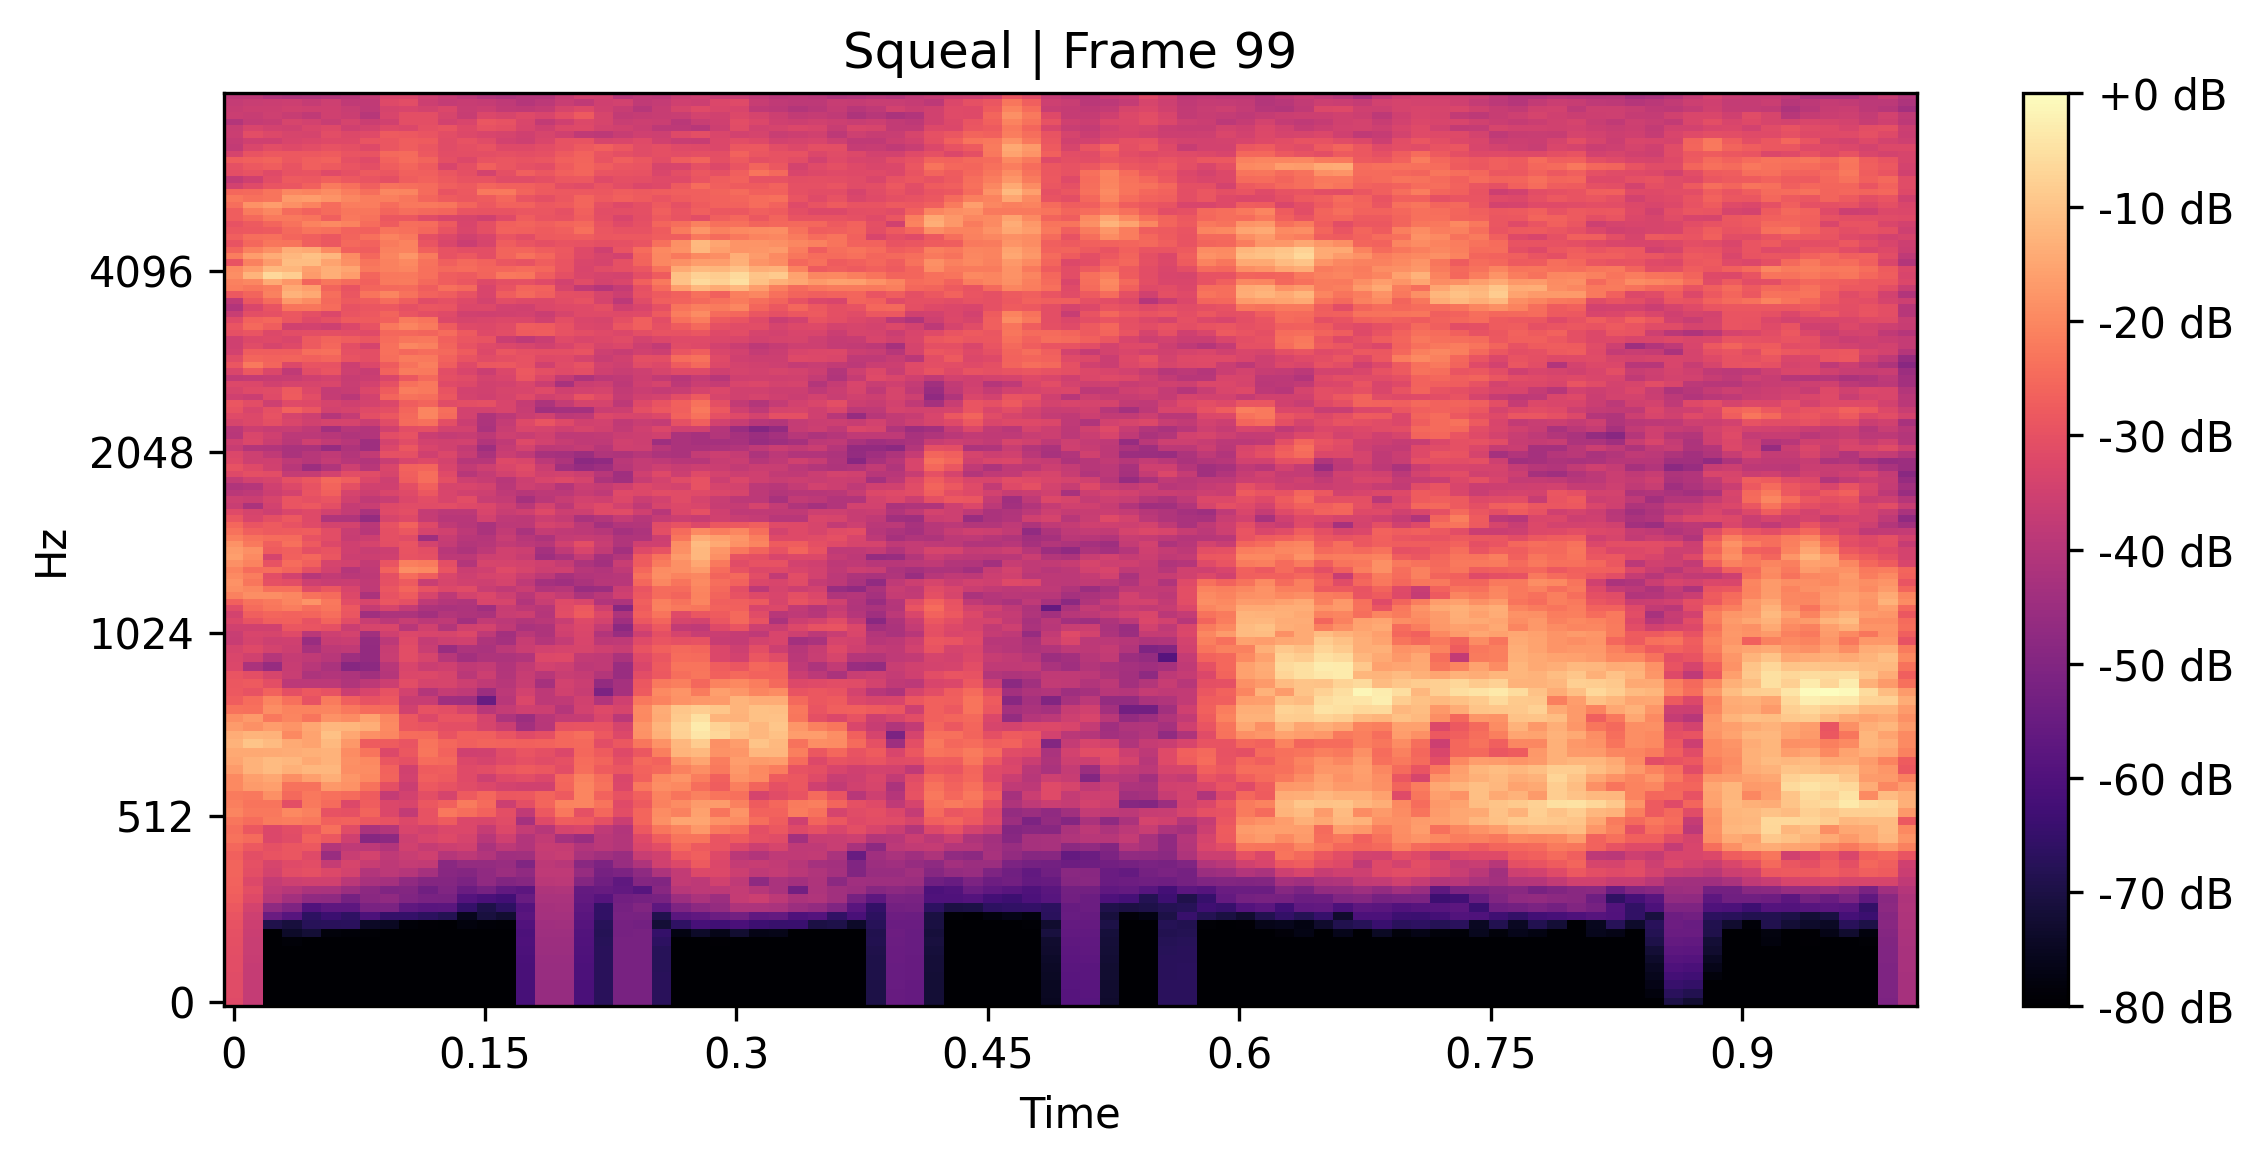 Squeal | Frame 99
+0 dB
-10 dB
-20 dB
-30 dB
-40 dB
-50 dB
-60 dB
-70 dB
-80 dB
Hz
4096
2048
1024
512
0
0 0.15 0.3 0.45 0.6 0.75 0.9
Time